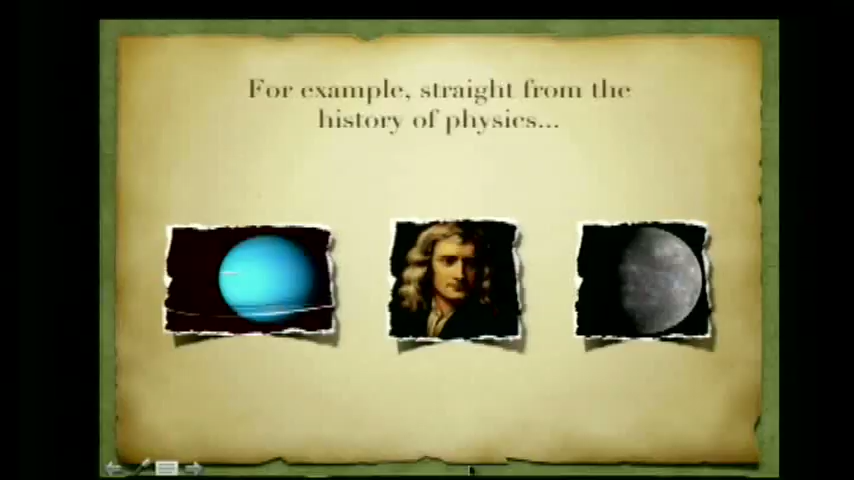 For example, straight from the
history of physics...